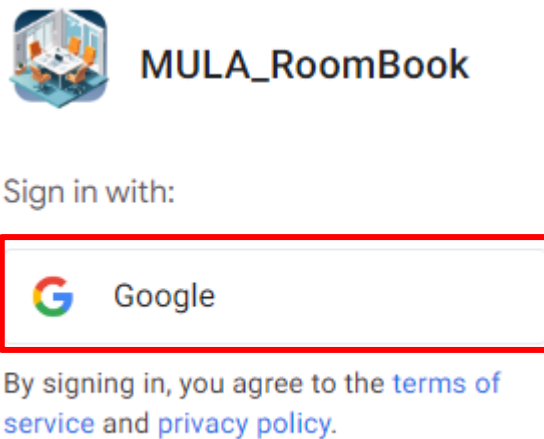 MULA_RoomBook
Sign in with:
Google
By signing in, you agree to the terms of
service and privacy policy.